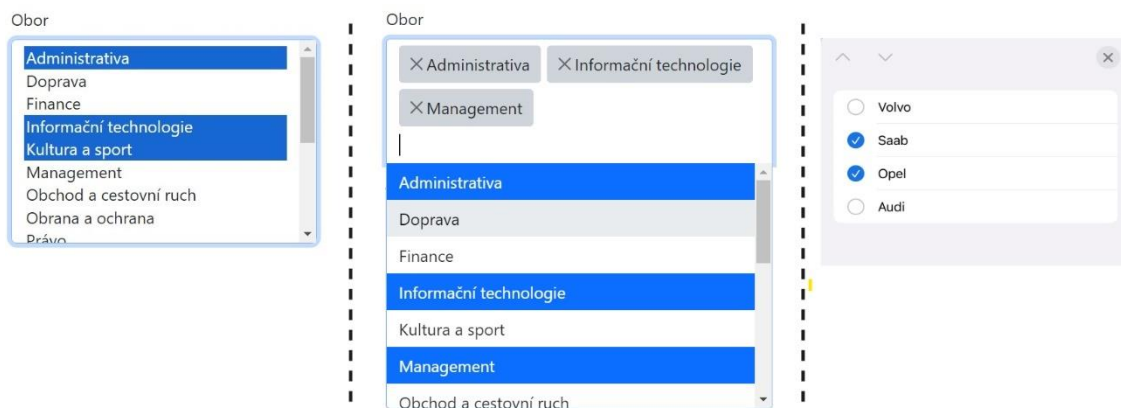 Obor
Administrativa
Doprava
Finance
Informační technologie
Kultura a sport
Management
Obchod a cestovní ruch
Obrana a ochrana
Právo
Obor
Administrativa Informační technologie
Management
Administrativa
Doprava
Finance
Informační technologie
Kultura a sport
Management
Obchod a cestovní ruch
Volvo
Saab
Opel
Audi